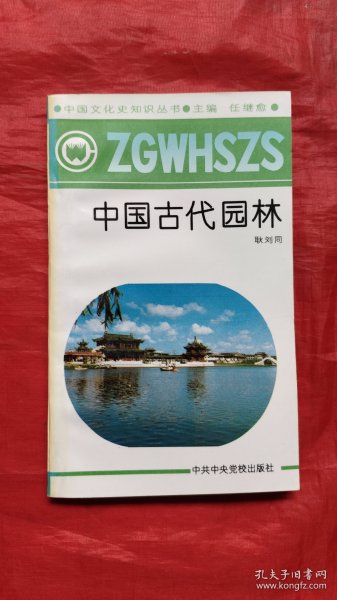 ●中国文化史知识丛书●主编 任继愈●
ZGWHSZS
中国古代园林
耿刘同
中共中央党校出版社
孔夫子旧书网
www.kongfz.com